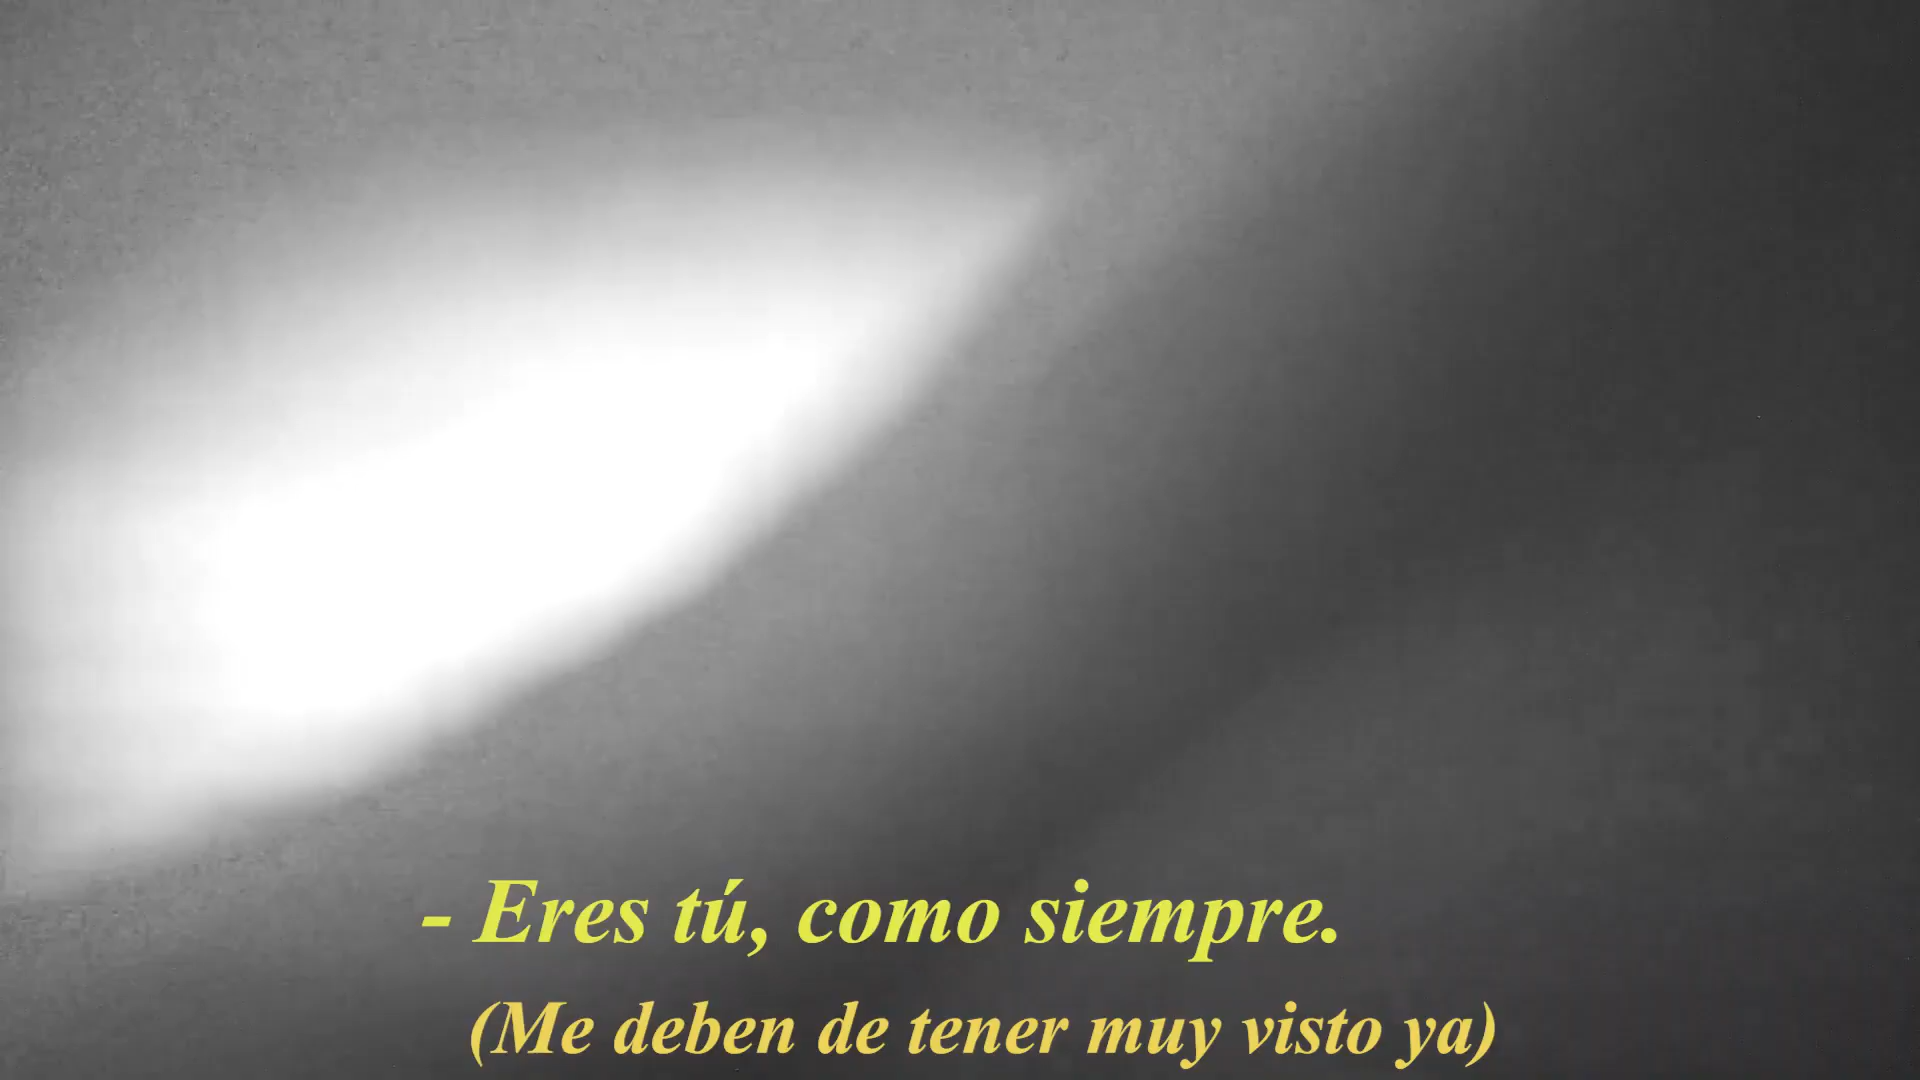 - Eres tú, como siempre.
(Me deben de tener muy visto ya)